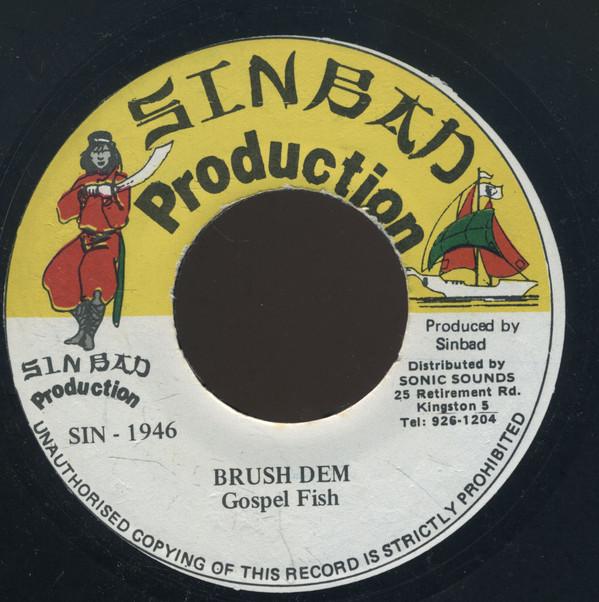 SINBAD
Production
SINBAD
Production
SIN - 1946
Produced by
Sinbad
Distributed by
SONIC SOUNDS
25 Retirement Rd.
Kingston 5
Tel: 926-1204
BRUSH DEM
Gospel Fish
UNAUTHORISED COPYING OF THIS RECORD IS STRICTLY PROHIBITED